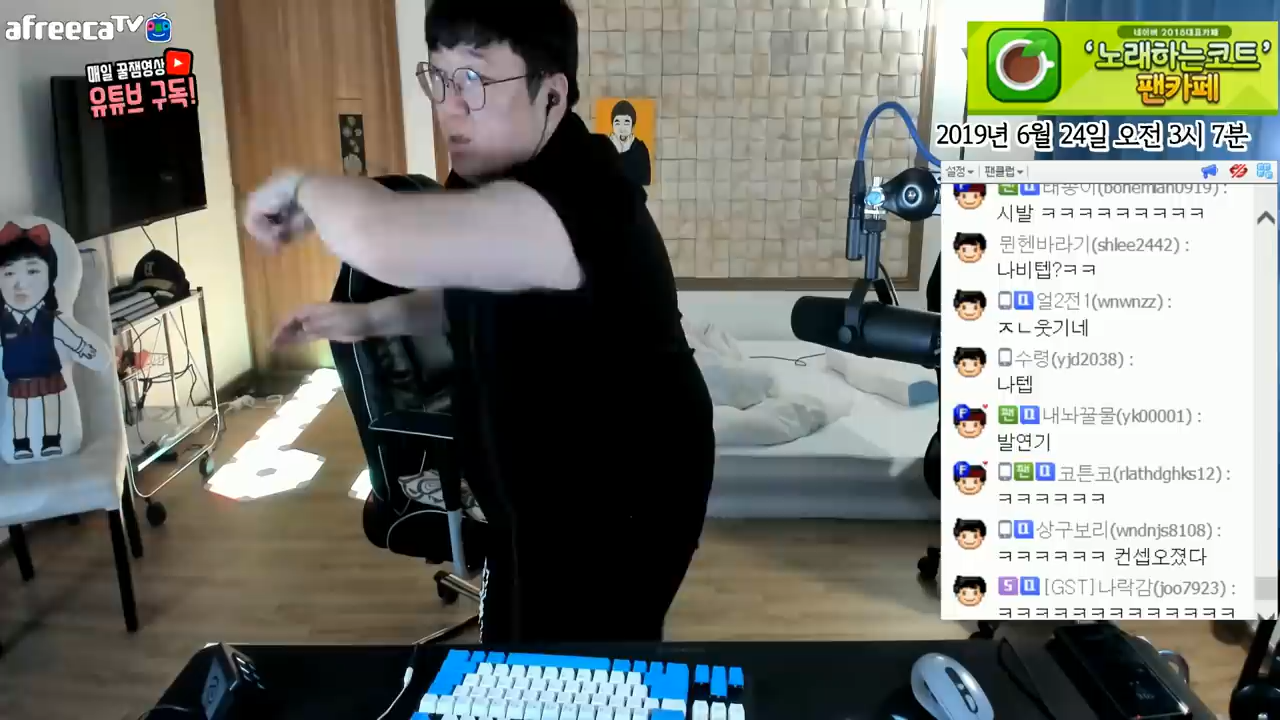 afreecaTV
매일 꿀잼영상
유튜브 구독!
네이버 2018대표카페
'노래하는코트'
팬카페
2019년 6월 24일 오전 3시 7분
설정 팬클럽
시발 ㅋㅋㅋㅋㅋㅋㅋㅋㅋ
뮌헨바라기(shlee2442) :
나비텝?ㅋㅋ
얼2전1(wnwnzz) :
ㅈㄴ웃기네
수령(yjd2038) :
나텝
팬 내놔꿀물(yk00001) :
발연기
팬 코튼코(rlathdghks12) :
ㅋㅋㅋㅋㅋㅋ
상구보리(wndnjs8108) :
ㅋㅋㅋㅋㅋㅋ 컨셉오졌다
S [GST]나락감(joo7923) :
ㅋㅋㅋㅋㅋㅋㅋㅋㅋㅋㅋㅋㅋ